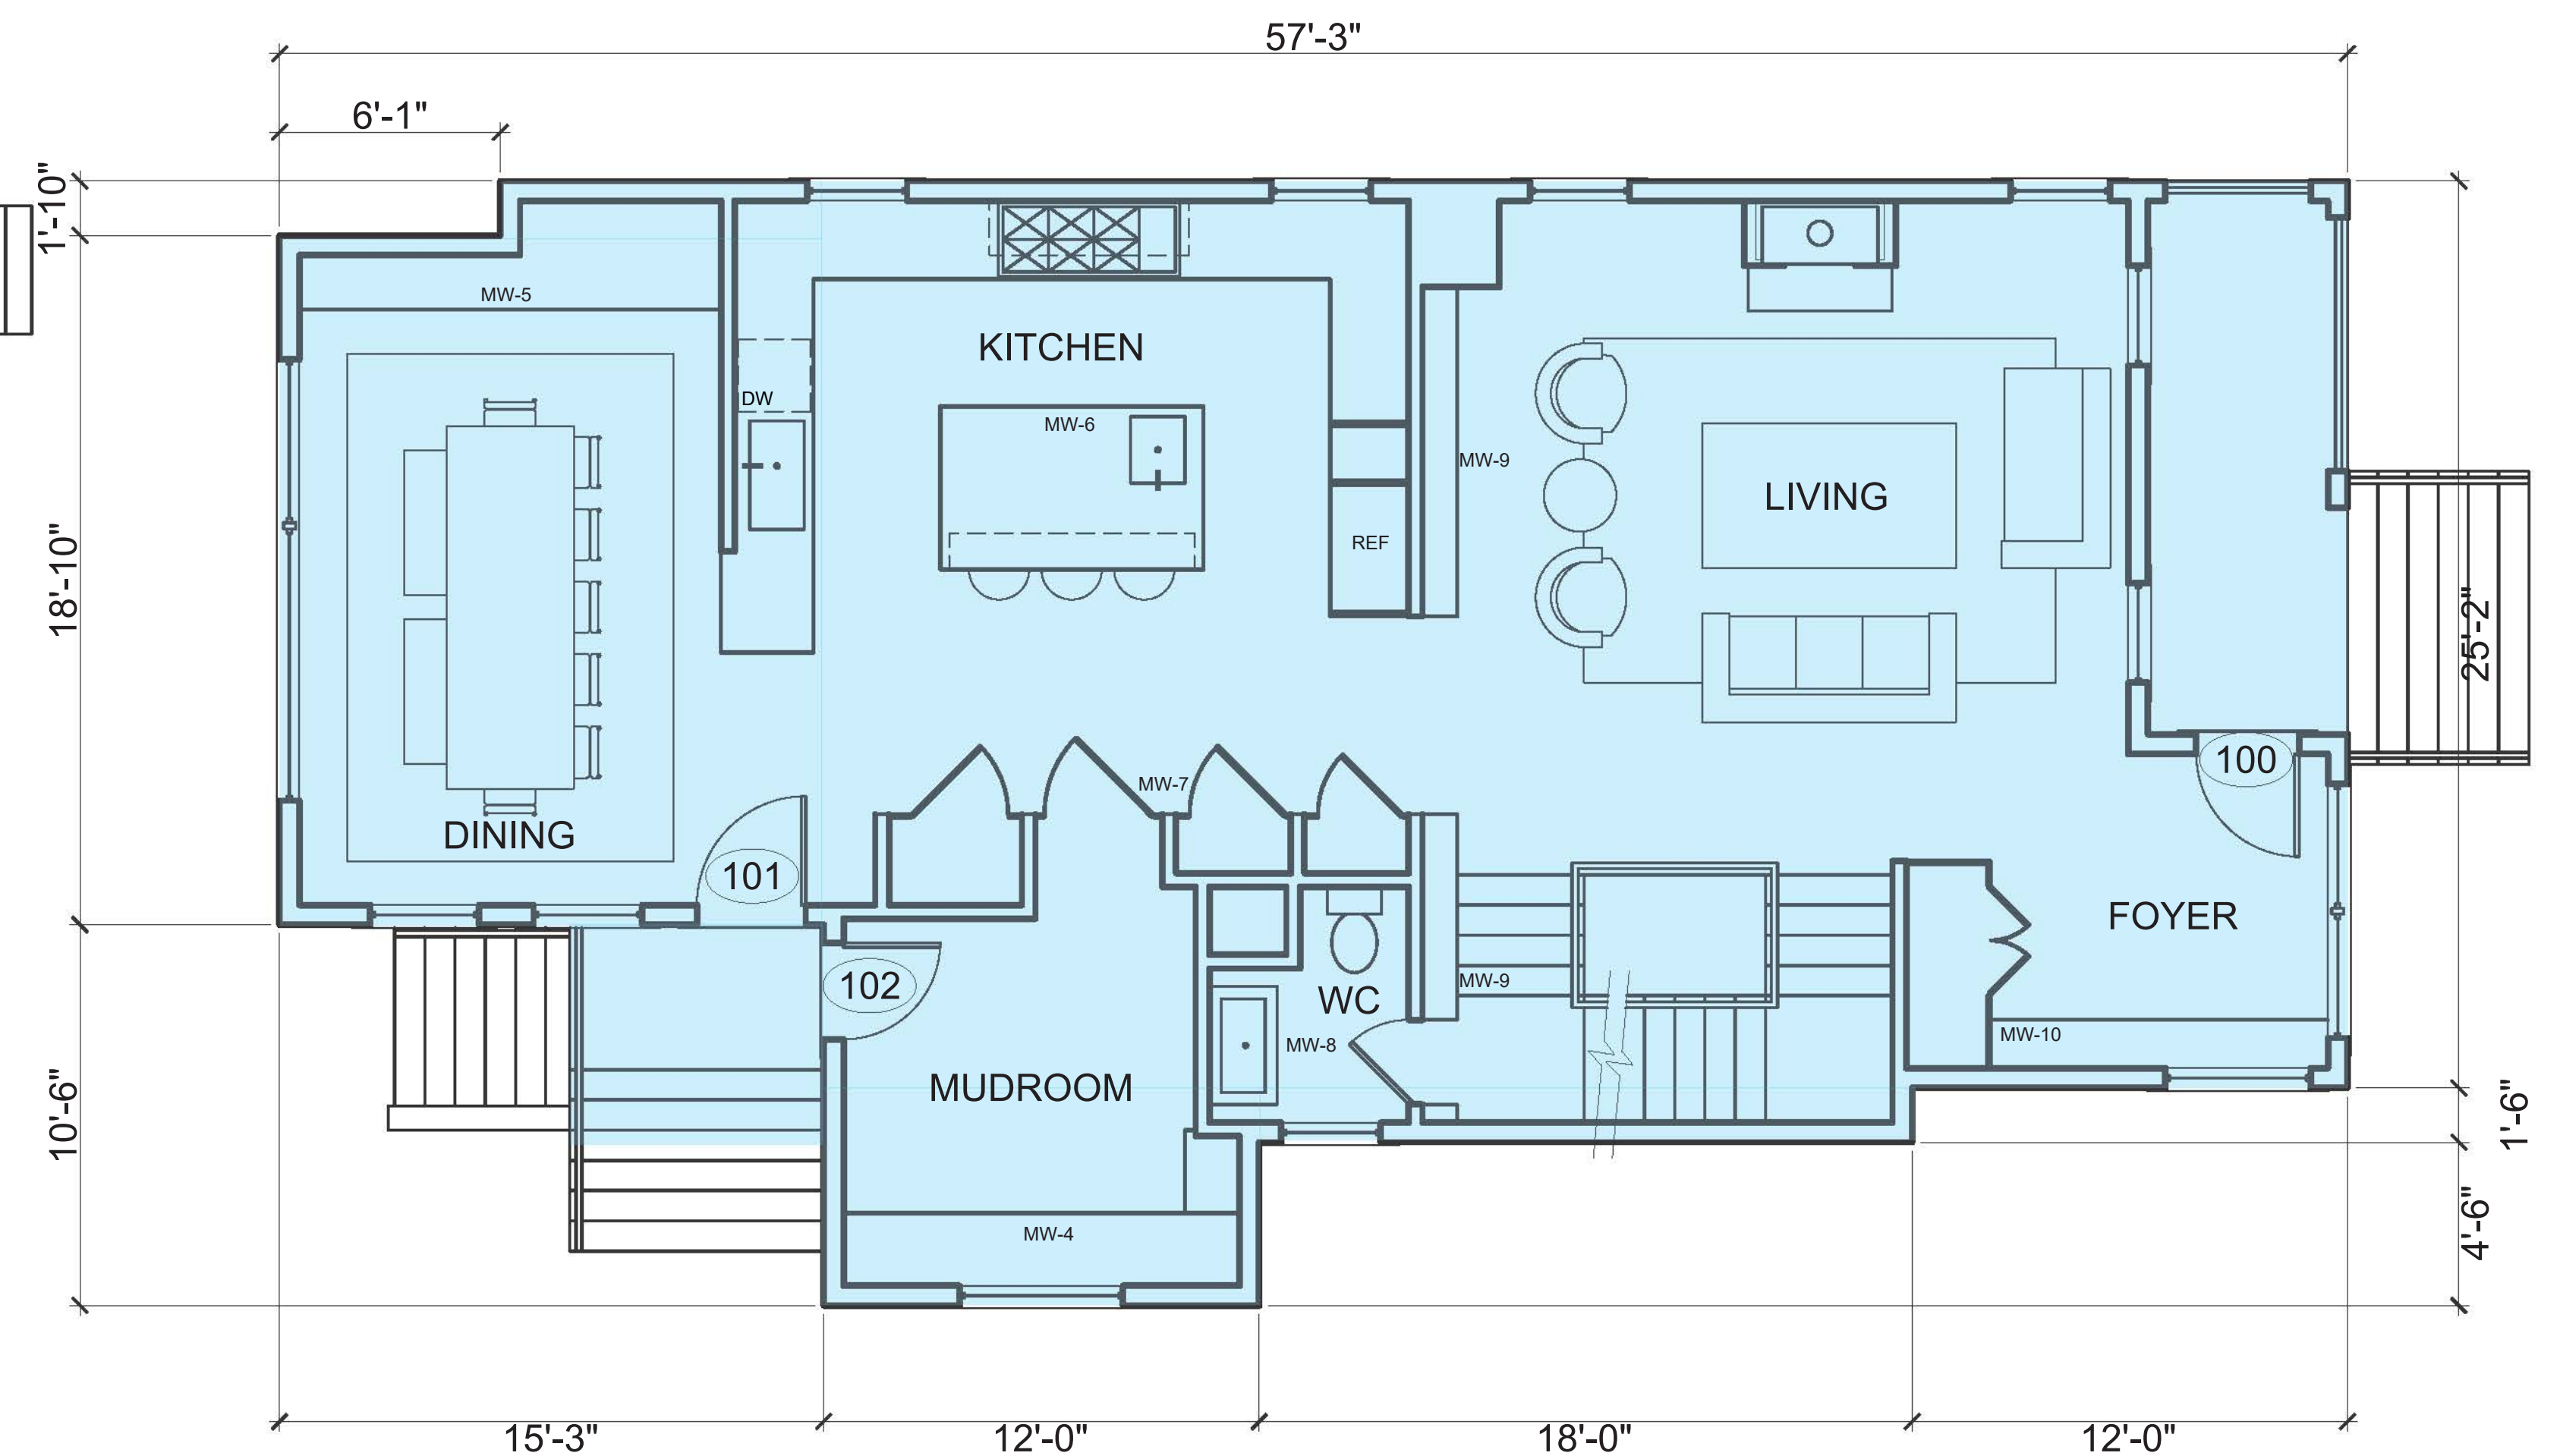 57'-3"
6'-1"
1'-10"
MW-5
KITCHEN
DW
MW-6
MW-9
LIVING
REF
18'-10"
25'-2"
MW-7
100
DINING
101
FOYER
102
MW-9
WC
MW-10
MW-8
MUDROOM
10'-6"
1'-6"
4'-6"
MW-4
15'-3"
12'-0"
18'-0"
12'-0"